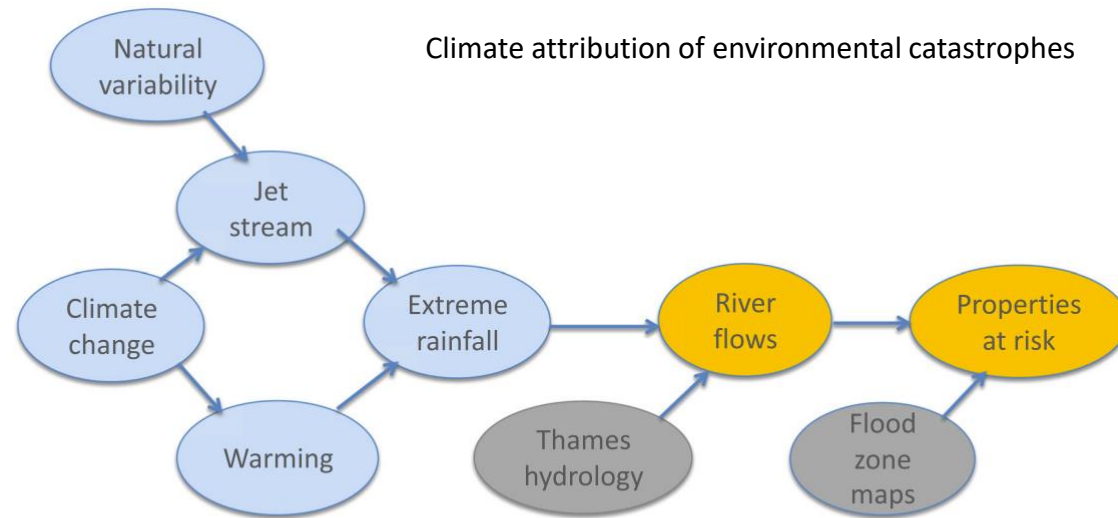 Climate attribution of environmental catastrophes
Natural
variability
Jet
stream
Climate
change
Extreme
rainfall
Warming
River
flows
Properties
at risk
Thames
hydrology
Flood
zone
maps